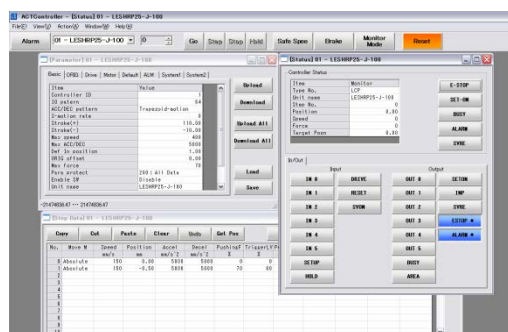 ACTController - [Status] 01 - LESHRP25-J-100
File(F) View(V) Action(A) Window(W) Help(H)
Alarm 01 - LESHRP25-J-100 0 Go Step Stop Hold Safe Spee Brake Monitor Mode Reset
[Parameter] 01 - LESHRP25-J-100
Basic ORIG Drive Motor Default ALM System1 System2
Item Value
Controller ID 1
IO pattern 64
ACC/DEC pattern Trapezoid-motion
S-motion rate 0
Stroke(+) 110.00
Stroke(-) -10.00
Max speed 400
Max ACC/DEC 5000
Def In position 1.00
ORIG offset 0.00
Max force 70
Para protect 200 : All Data
Enable SW Disable
Unit name LESHRP25-J-100
Upload
Download
Upload All
Download All
Load
Save
-2147483647 --- 2147483647
[Status] 01 - LESHRP25-J-100
Controller Status
Item Monitor
Type No. LCP
Unit name LESHRP25-J-100
Step No. 0
Position 0.00
Speed 0
Force 0
Target Posn 0.00
E-STOP
SET-ON
BUSY
ALARM
SVRE
In/Out
Input Output
IN 0 DRIVE OUT 0 SETON
IN 1 RESET OUT 1 INP
IN 2 SVON OUT 2 SVRE
IN 3 OUT 3 ESTOP *
IN 4 OUT 4 ALARM *
IN 5 OUT 5
SETUP BUSY
HOLD AREA
[Step Data] 01 - LESHRP25-J-100
Copy Cut Paste Clear Undo Get Pos
No. Move M Speed Position Accel Decel PushingF TriggerLV
mm/s mm mm/s^2 mm/s^2 % %
0 Absolute 150 0.00 5000 5000 0 0
1 Absolute 150 -0.50 5000 5000 70 60
2
3
4
5
6
7
8
9